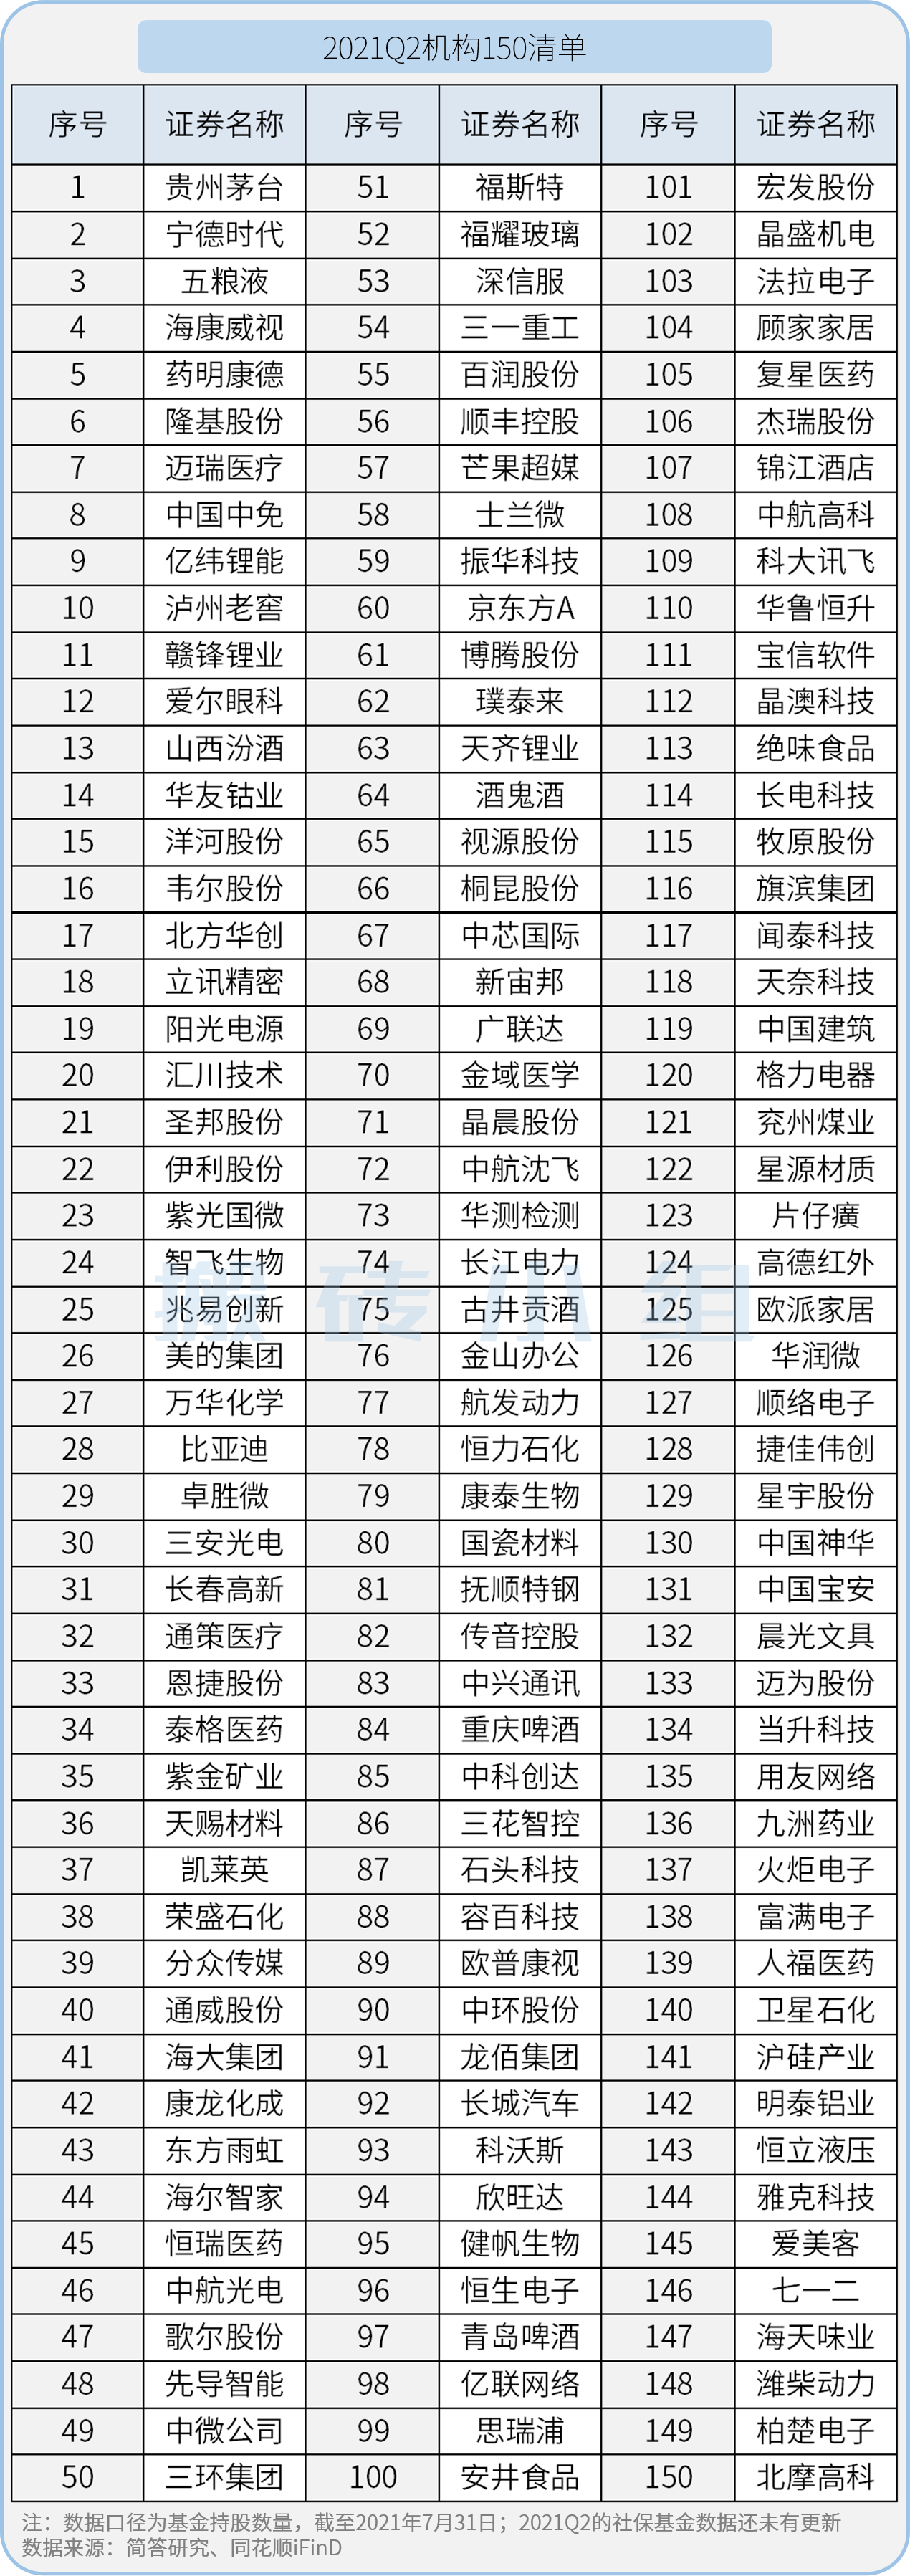 2021Q2机构150清单
序号 证券名称 序号 证券名称 序号 证券名称
1 贵州茅台 51 福斯特 101 宏发股份
2 宁德时代 52 福耀玻璃 102 晶盛机电
3 五粮液 53 深信服 103 法拉电子
4 海康威视 54 三一重工 104 顾家家居
5 药明康德 55 百润股份 105 复星医药
6 隆基股份 56 顺丰控股 106 杰瑞股份
7 迈瑞医疗 57 芒果超媒 107 锦江酒店
8 中国中免 58 士兰微 108 中航高科
9 亿纬锂能 59 振华科技 109 科大讯飞
10 泸州老窖 60 京东方A 110 华鲁恒升
11 赣锋锂业 61 博腾股份 111 宝信软件
12 爱尔眼科 62 璞泰来 112 晶澳科技
13 山西汾酒 63 天齐锂业 113 绝味食品
14 华友钴业 64 酒鬼酒 114 长电科技
15 洋河股份 65 视源股份 115 牧原股份
16 韦尔股份 66 桐昆股份 116 旗滨集团
17 北方华创 67 中芯国际 117 闻泰科技
18 立讯精密 68 新宙邦 118 天奈科技
19 阳光电源 69 广联达 119 中国建筑
20 汇川技术 70 金域医学 120 格力电器
21 圣邦股份 71 晶晨股份 121 兖州煤业
22 伊利股份 72 中航沈飞 122 星源材质
23 紫光国微 73 华测检测 123 片仔癀
24 智飞生物 74 长江电力 124 高德红外
25 兆易创新 75 古井贡酒 125 欧派家居
搬砖小组
26 美的集团 76 金山办公 126 华润微
27 万华化学 77 航发动力 127 顺络电子
28 比亚迪 78 恒力石化 128 捷佳伟创
29 卓胜微 79 康泰生物 129 星宇股份
30 三安光电 80 国瓷材料 130 中国神华
31 长春高新 81 抚顺特钢 131 中国宝安
32 通策医疗 82 传音控股 132 晨光文具
33 恩捷股份 83 中兴通讯 133 迈为股份
34 泰格医药 84 重庆啤酒 134 当升科技
35 紫金矿业 85 中科创达 135 用友网络
36 天赐材料 86 三花智控 136 九洲药业
37 凯莱英 87 石头科技 137 火炬电子
38 荣盛石化 88 容百科技 138 富满电子
39 分众传媒 89 欧普康视 139 人福医药
40 通威股份 90 中环股份 140 卫星石化
41 海大集团 91 龙佰集团 141 沪硅产业
42 康龙化成 92 长城汽车 142 明泰铝业
43 东方雨虹 93 科沃斯 143 恒立液压
44 海尔智家 94 欣旺达 144 雅克科技
45 恒瑞医药 95 健帆生物 145 爱美客
46 中航光电 96 恒生电子 146 七一二
47 歌尔股份 97 青岛啤酒 147 海天味业
48 先导智能 98 亿联网络 148 潍柴动力
49 中微公司 99 思瑞浦 149 柏楚电子
50 三环集团 100 安井食品 150 北摩高科
注：数据口径为基金持股数量，截至2021年7月31日；2021Q2的社保基金数据还未有更新
数据来源：简答研究、同花顺iFinD